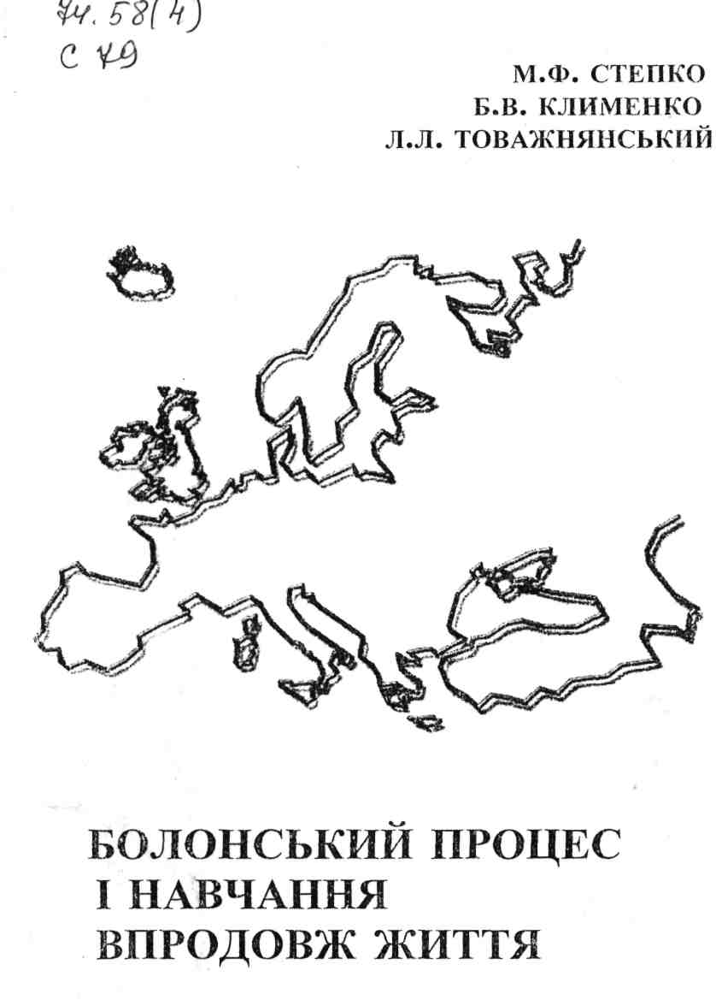 74.58(4)
С 79
М.Ф. СТЕПКО
Б.В. КЛИМЕНКО
Л.Л. ТОВАЖНЯНСЬКИЙ
БОЛОНСЬКИЙ ПРОЦЕС
І НАВЧАННЯ
ВПРОДОВЖ ЖИТТЯ